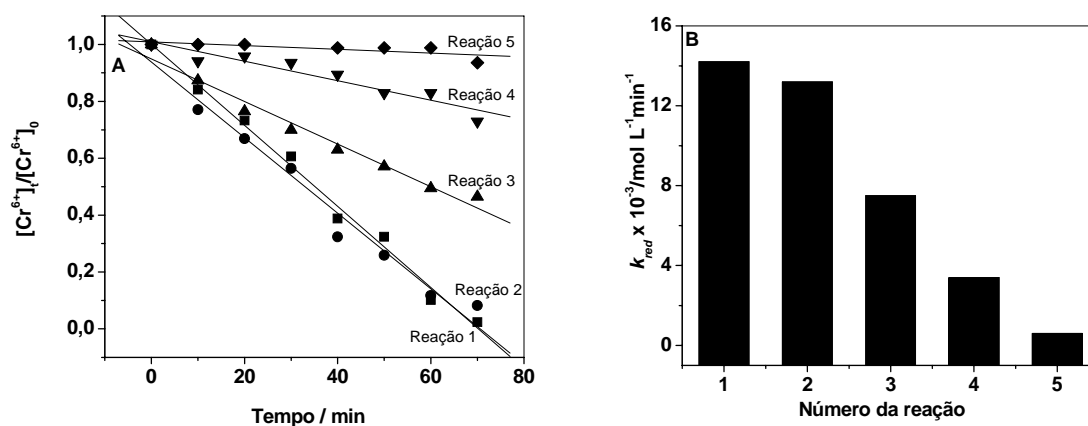 A
[Cr⁶⁺]ₜ/[Cr⁶⁺]₀
1,0
0,8
0,6
0,4
0,2
0,0
Reação 5
Reação 4
Reação 3
Reação 2
Reação 1
0 20 40 60 80
Tempo / min
B
k_red x 10⁻³/mol L⁻¹min⁻¹
16
12
8
4
0
1 2 3 4 5
Número da reação